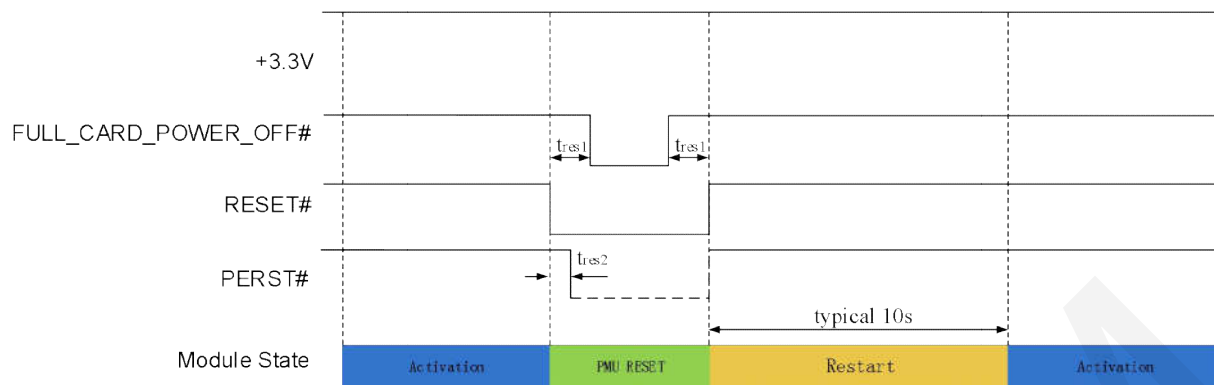 +3.3V
FULL_CARD_POWER_OFF#
tres1 tres1
RESET#
PERST#
tres2
typical 10s
Module State
Activation PMU RESET Restart Activation